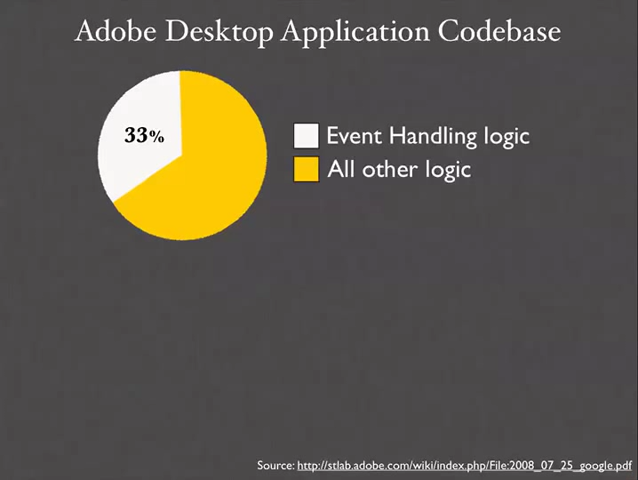 Adobe Desktop Application Codebase
33%
Event Handling logic
All other logic
Source: http://stlab.adobe.com/wiki/index.php/File:2008_07_25_google.pdf